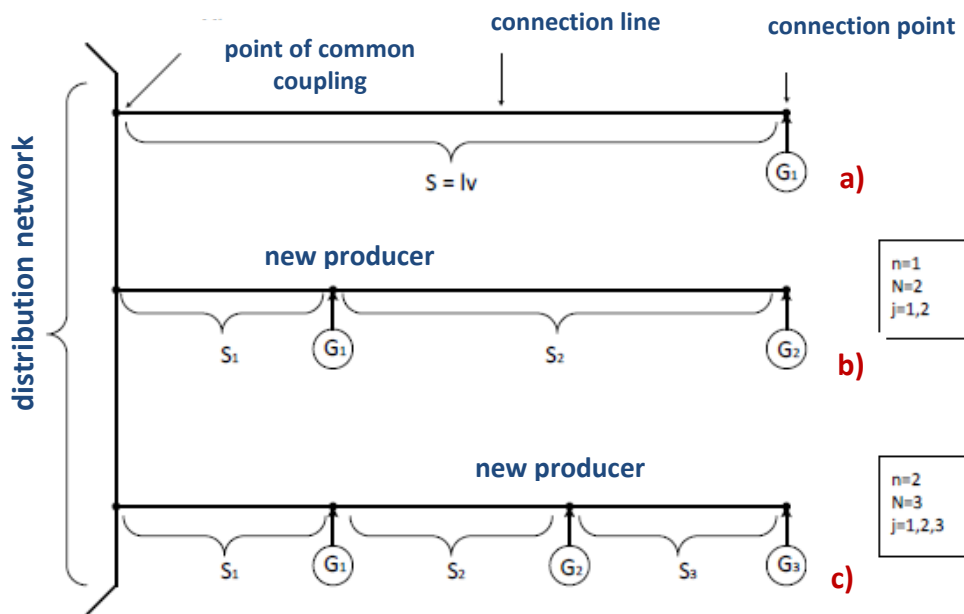 connection line
connection point
point of common
coupling
distribution network
S = lv
G1
a)
new producer
n=1
N=2
j=1,2
S1
G1
S2
G2
b)
new producer
n=2
N=3
j=1,2,3
S1
G1
S2
G2
S3
G3
c)